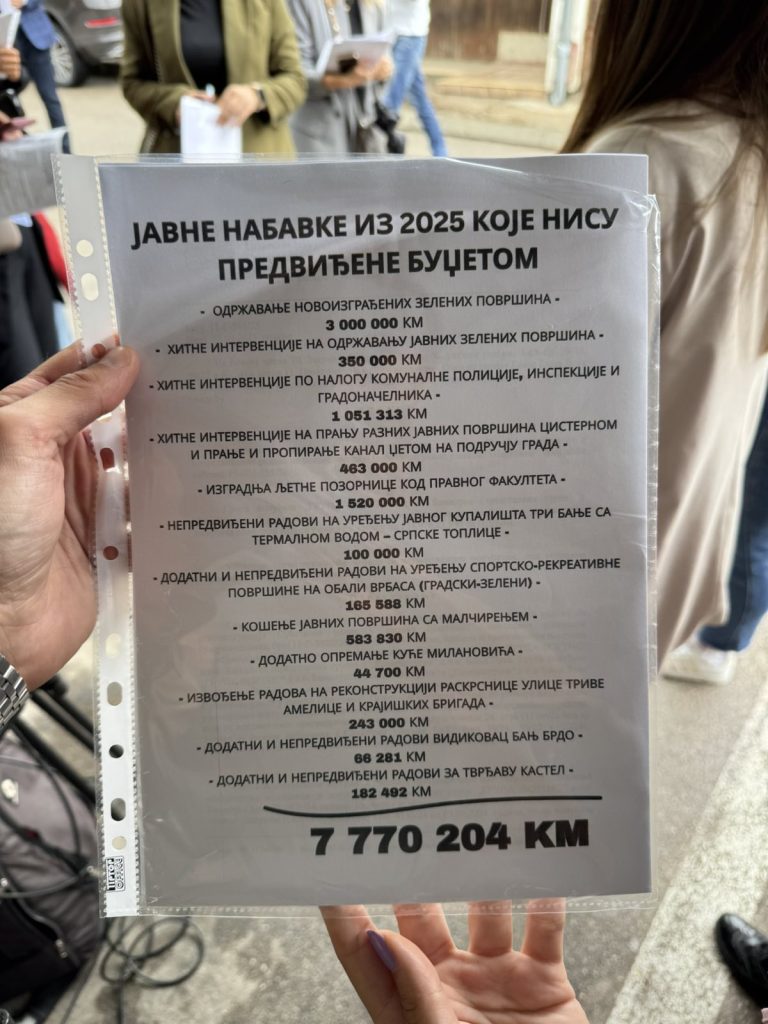 ЈАВНЕ НАБАВКЕ ИЗ 2025 КОЈЕ НИСУ
ПРЕДВИЂЕНЕ БУЏЕТОМ
- ОДРЖАВАЊЕ НОВОИЗГРАЂЕНИХ ЗЕЛЕНИХ ПОВРШИНА -
3 000 000 КМ
- ХИТНЕ ИНТЕРВЕНЦИЈЕ НА ОДРЖАВАЊУ ЈАВНИХ ЗЕЛЕНИХ ПОВРШИНА -
350 000 КМ
- ХИТНЕ ИНТЕРВЕНЦИЈЕ ПО НАЛОГУ КОМУНАЛНЕ ПОЛИЦИЈЕ, ИНСПЕКЦИЈЕ И
ГРАДОНАЧЕЛНИКА -
1 051 313 КМ
- ХИТНЕ ИНТЕРВЕНЦИЈЕ НА ПРАЊУ РАЗНИХ ЈАВНИХ ПОВРШИНА ЦИСТЕРНОМ
И ПРАЊЕ И ПРОПИРАЊЕ КАНАЛ ЏЕТОМ НА ПОДРУЧЈУ ГРАДА -
463 000 КМ
- ИЗГРАДЊА ЉЕТНЕ ПОЗОРНИЦЕ КОД ПРАВНОГ ФАКУЛТЕТА -
1 520 000 КМ
- НЕПРЕДВИЂЕНИ РАДОВИ НА УРЕЂЕЊУ ЈАВНОГ КУПАЛИШТА ТРИ БАЊЕ СА
ТЕРМАЛНОМ ВОДОМ – СРПСКЕ ТОПЛИЦЕ -
100 000 КМ
- ДОДАТНИ И НЕПРЕДВИЂЕНИ РАДОВИ НА УРЕЂЕЊУ СПОРТСКО-РЕКРЕАТИВНЕ
ПОВРШИНЕ НА ОБАЛИ ВРБАСА (ГРАДСКИ-ЗЕЛЕНИ) -
165 588 КМ
- КОШЕЊЕ ЈАВНИХ ПОВРШИНА СА МАЛЧИРЕЊЕМ -
583 830 КМ
- ДОДАТНО ОПРЕМАЊЕ КУЋЕ МИЛАНОВИЋА -
44 700 КМ
- ИЗВОЂЕЊЕ РАДОВА НА РЕКОНСТРУКЦИЈИ РАСКРСНИЦЕ УЛИЦЕ ТРИВЕ
АМЕЛИЦЕ И КРАЈИШКИХ БРИГАДА -
243 000 КМ
- ДОДАТНИ И НЕПРЕДВИЂЕНИ РАДОВИ ВИДИКОВАЦ БАЊ БРДО -
66 281 КМ
- ДОДАТНИ И НЕПРЕДВИЂЕНИ РАДОВИ ЗА ТВРЂАВУ КАСТЕЛ -
182 492 КМ
7 770 204 КМ
TIPTOP
OFFICE